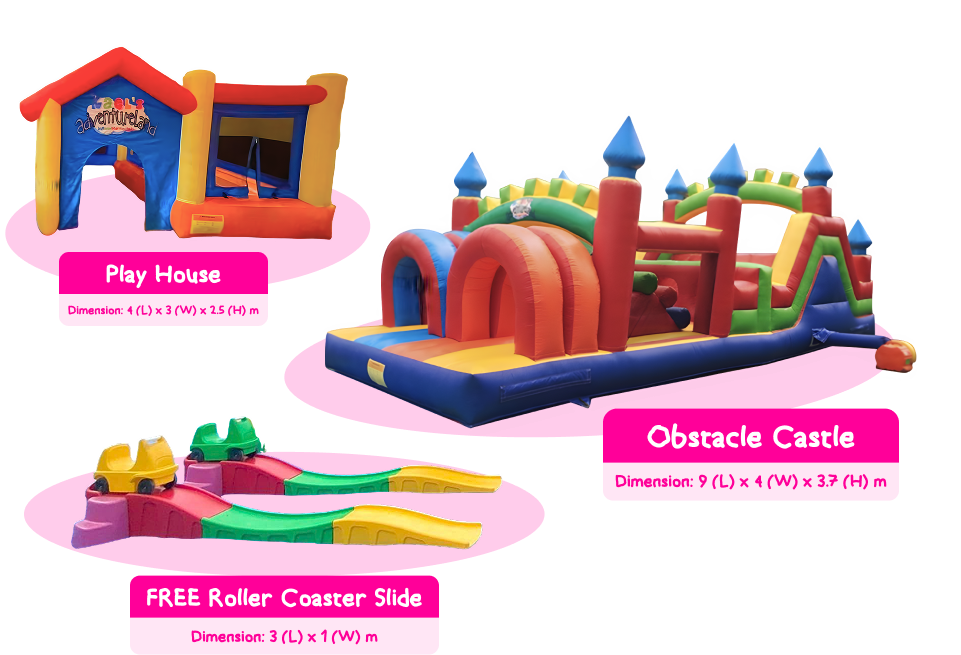 adventureland
Play House
Dimension: 4 (L) x 3 (W) x 2.5 (H) m
Obstacle Castle
Dimension: 9 (L) x 4 (W) x 3.7 (H) m
FREE Roller Coaster Slide
Dimension: 3 (L) x 1 (W) m